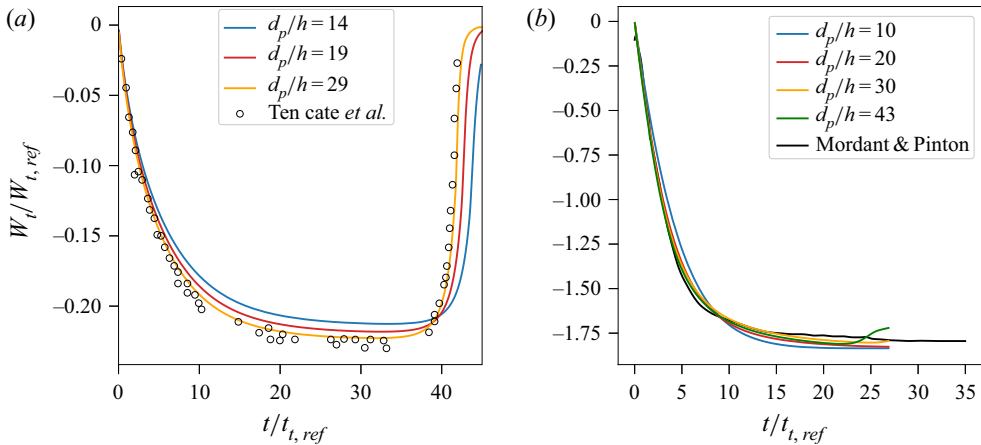 (a)
d_p/h = 14
d_p/h = 19
d_p/h = 29
Ten cate et al.
0
–0.05
–0.10
–0.15
–0.20
W_t/W_{t, ref}
0 10 20 30 40
t/t_{t, ref}
(b)
d_p/h = 10
d_p/h = 20
d_p/h = 30
d_p/h = 43
Mordant & Pinton
0
–0.25
–0.50
–0.75
–1.00
–1.25
–1.50
–1.75
0 5 10 15 20 25 30 35
t/t_{t, ref}